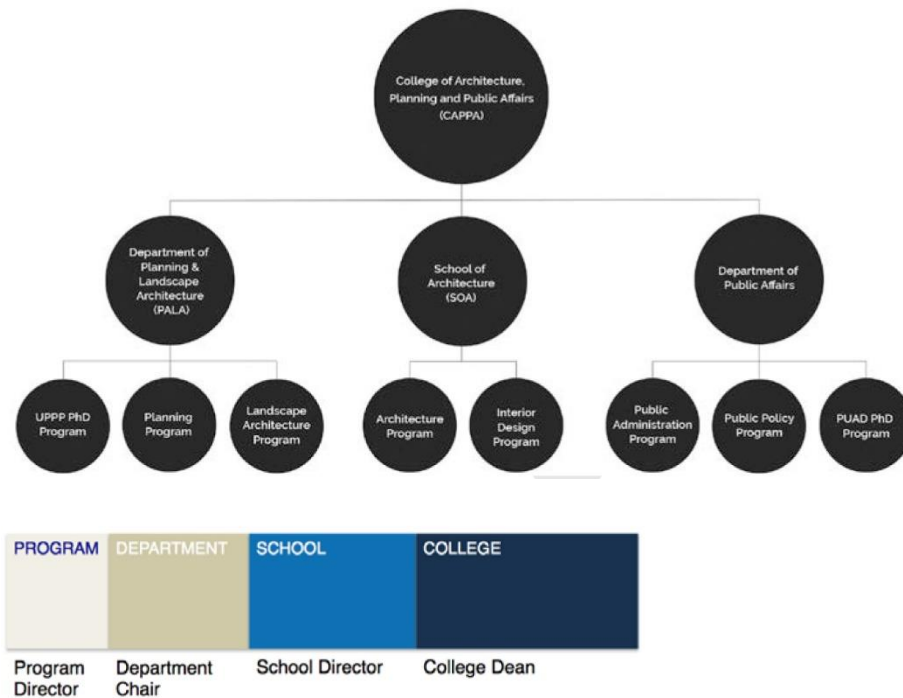 College of Architecture,
Planning and Public Affairs
(CAPPA)
Department of
Planning &
Landscape
Architecture
(PALA)
School of
Architecture
(SOA)
Department of
Public Affairs
UPPP PhD
Program
Planning
Program
Landscape
Architecture
Program
Architecture
Program
Interior
Design
Program
Public
Administration
Program
Public Policy
Program
PUAD PhD
Program
PROGRAM
DEPARTMENT
SCHOOL
COLLEGE
Program
Director
Department
Chair
School Director
College Dean